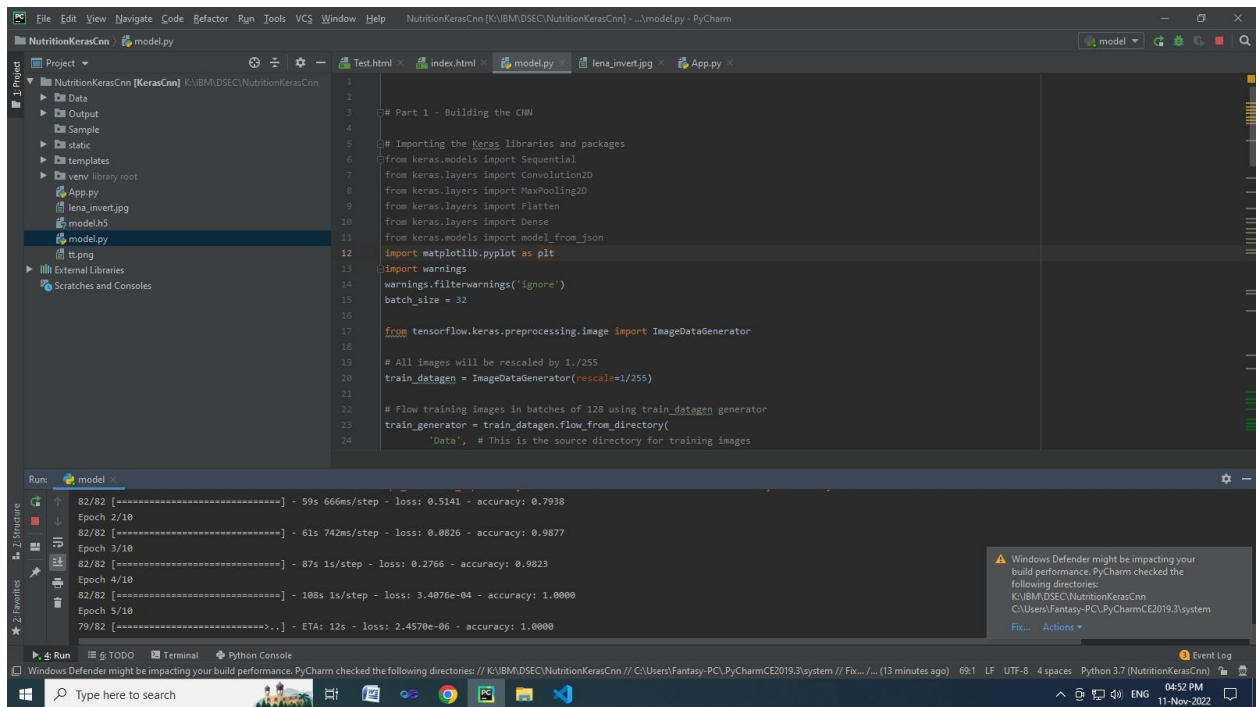 File Edit View Navigate Code Refactor Run Tools VCS Window Help NutritionKerasCnn [K:\IBM\DSEC\NutritionKerasCnn] - ...\model.py - PyCharm
NutritionKerasCnn model.py model
1: Project
Project
Test.html index.html model.py lena_invert.jpg App.py
NutritionKerasCnn [KerasCnn] K:\IBM\DSEC\NutritionKerasCnn
Data
Output
Sample
static
templates
venv library root
App.py
lena_invert.jpg
model.h5
model.py
tt.png
External Libraries
Scratches and Consoles
1
2
3 # Part 1 - Building the CNN
4
5 # Importing the Keras libraries and packages
6 from keras.models import Sequential
7 from keras.layers import Convolution2D
8 from keras.layers import MaxPooling2D
9 from keras.layers import Flatten
10 from keras.layers import Dense
11 from keras.models import model_from_json
12 import matplotlib.pyplot as plt
13 import warnings
14 warnings.filterwarnings('ignore')
15 batch_size = 32
16
17 from tensorflow.keras.preprocessing.image import ImageDataGenerator
18
19 # All images will be rescaled by 1./255
20 train_datagen = ImageDataGenerator(rescale=1/255)
21
22 # Flow training images in batches of 128 using train_datagen generator
23 train_generator = train_datagen.flow_from_directory(
24 'Data', # This is the source directory for training images
Run: model
82/82 [==============================] - 59s 666ms/step - loss: 0.5141 - accuracy: 0.7938
Epoch 2/10
82/82 [==============================] - 61s 742ms/step - loss: 0.0826 - accuracy: 0.9877
Epoch 3/10
82/82 [==============================] - 87s 1s/step - loss: 0.2766 - accuracy: 0.9823
Epoch 4/10
82/82 [==============================] - 108s 1s/step - loss: 3.4076e-04 - accuracy: 1.0000
Epoch 5/10
79/82 [===========================>..] - ETA: 12s - loss: 2.4570e-06 - accuracy: 1.0000
Z: Structure
2: Favorites
Windows Defender might be impacting your
build performance. PyCharm checked the
following directories:
K:\IBM\DSEC\NutritionKerasCnn
C:\Users\Fantasy-PC\.PyCharmCE2019.3\system
Fix... Actions
4: Run 6: TODO Terminal Python Console 3 Event Log
Windows Defender might be impacting your build performance. PyCharm checked the following directories: // K:\IBM\DSEC\NutritionKerasCnn // C:\Users\Fantasy-PC\.PyCharmCE2019.3\system // Fix... /... (13 minutes ago) 69:1 LF UTF-8 4 spaces Python 3.7 (NutritionKerasCnn)
Type here to search ENG 04:52 PM
11-Nov-2022